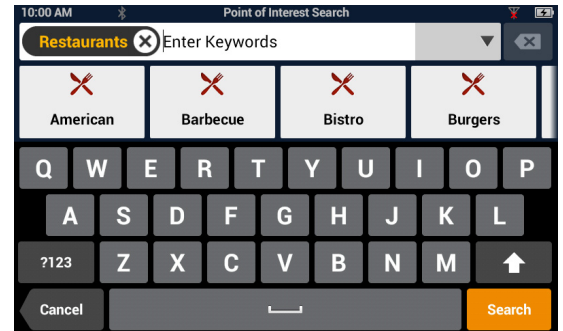 10:00 AM Point of Interest Search
Restaurants Enter Keywords
American Barbecue Bistro Burgers
Q W E R T Y U I O P
A S D F G H J K L
?123 Z X C V B N M
Cancel Search